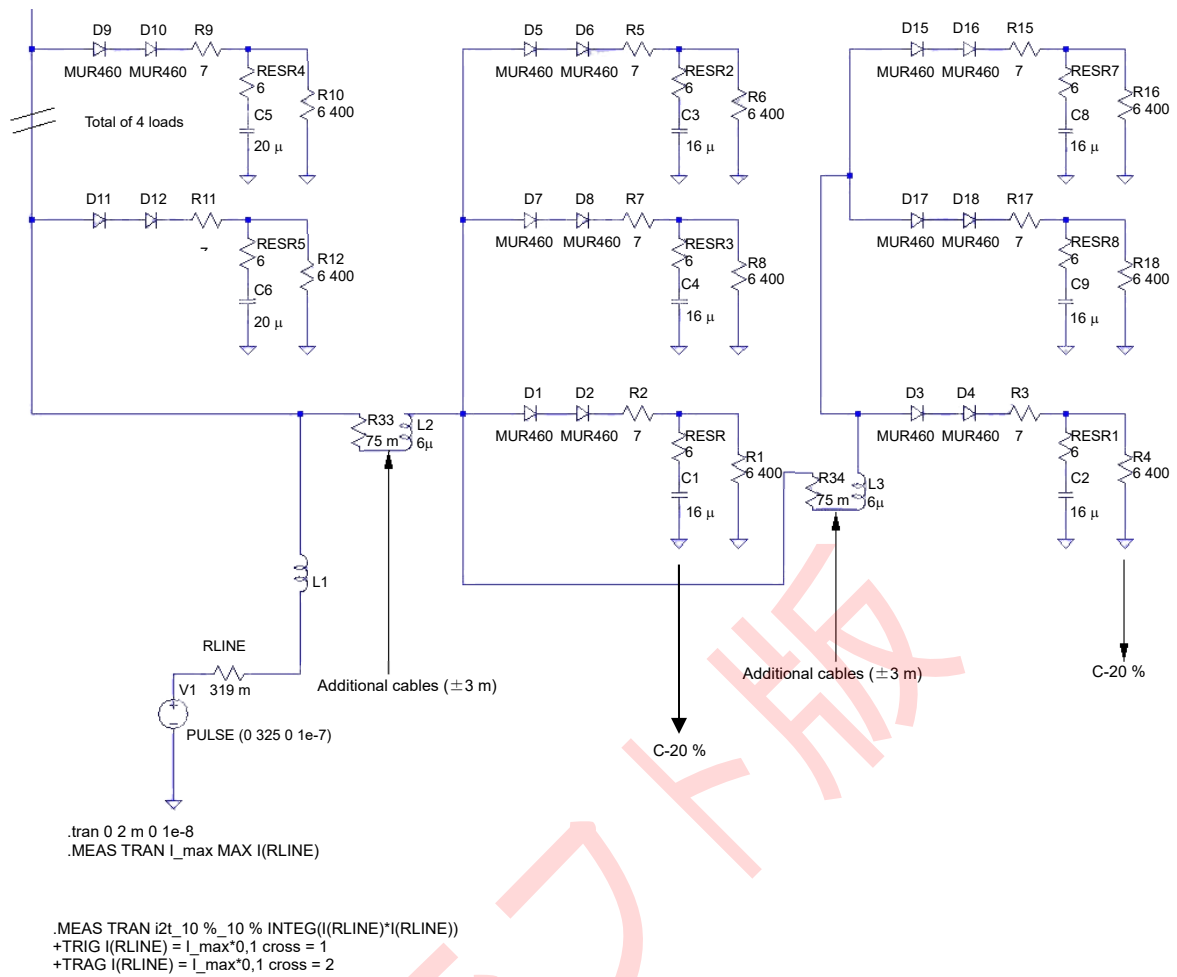 D9 D10 R9
MUR460 MUR460 7
RESR4
6
R10
6 400
C5
20 μ
Total of 4 loads
D11 D12 R11
RESR5
6
R12
6 400
C6
20 μ
D5 D6 R5
MUR460 MUR460 7
RESR2
6
R6
6 400
C3
16 μ
D7 D8 R7
MUR460 MUR460 7
RESR3
6
R8
6 400
C4
16 μ
D1 D2 R2
MUR460 MUR460 7
RESR
6
R1
6 400
C1
16 μ
D15 D16 R15
MUR460 MUR460 7
RESR7
6
R16
6 400
C8
16 μ
D17 D18 R17
MUR460 MUR460 7
RESR8
6
R18
6 400
C9
16 μ
D3 D4 R3
MUR460 MUR460 7
RESR1
6
R4
6 400
C2
16 μ
R33
75 m
L2
6μ
R34
75 m
L3
6μ
L1
RLINE
319 m
V1
PULSE (0 325 0 1e-7)
Additional cables (±3 m)
Additional cables (±3 m)
C-20 %
C-20 %
.tran 0 2 m 0 1e-8
.MEAS TRAN I_max MAX I(RLINE)
.MEAS TRAN i2t_10 %_10 % INTEG(I(RLINE)*I(RLINE))
+TRIG I(RLINE) = I_max*0,1 cross = 1
+TRAG I(RLINE) = I_max*0,1 cross = 2